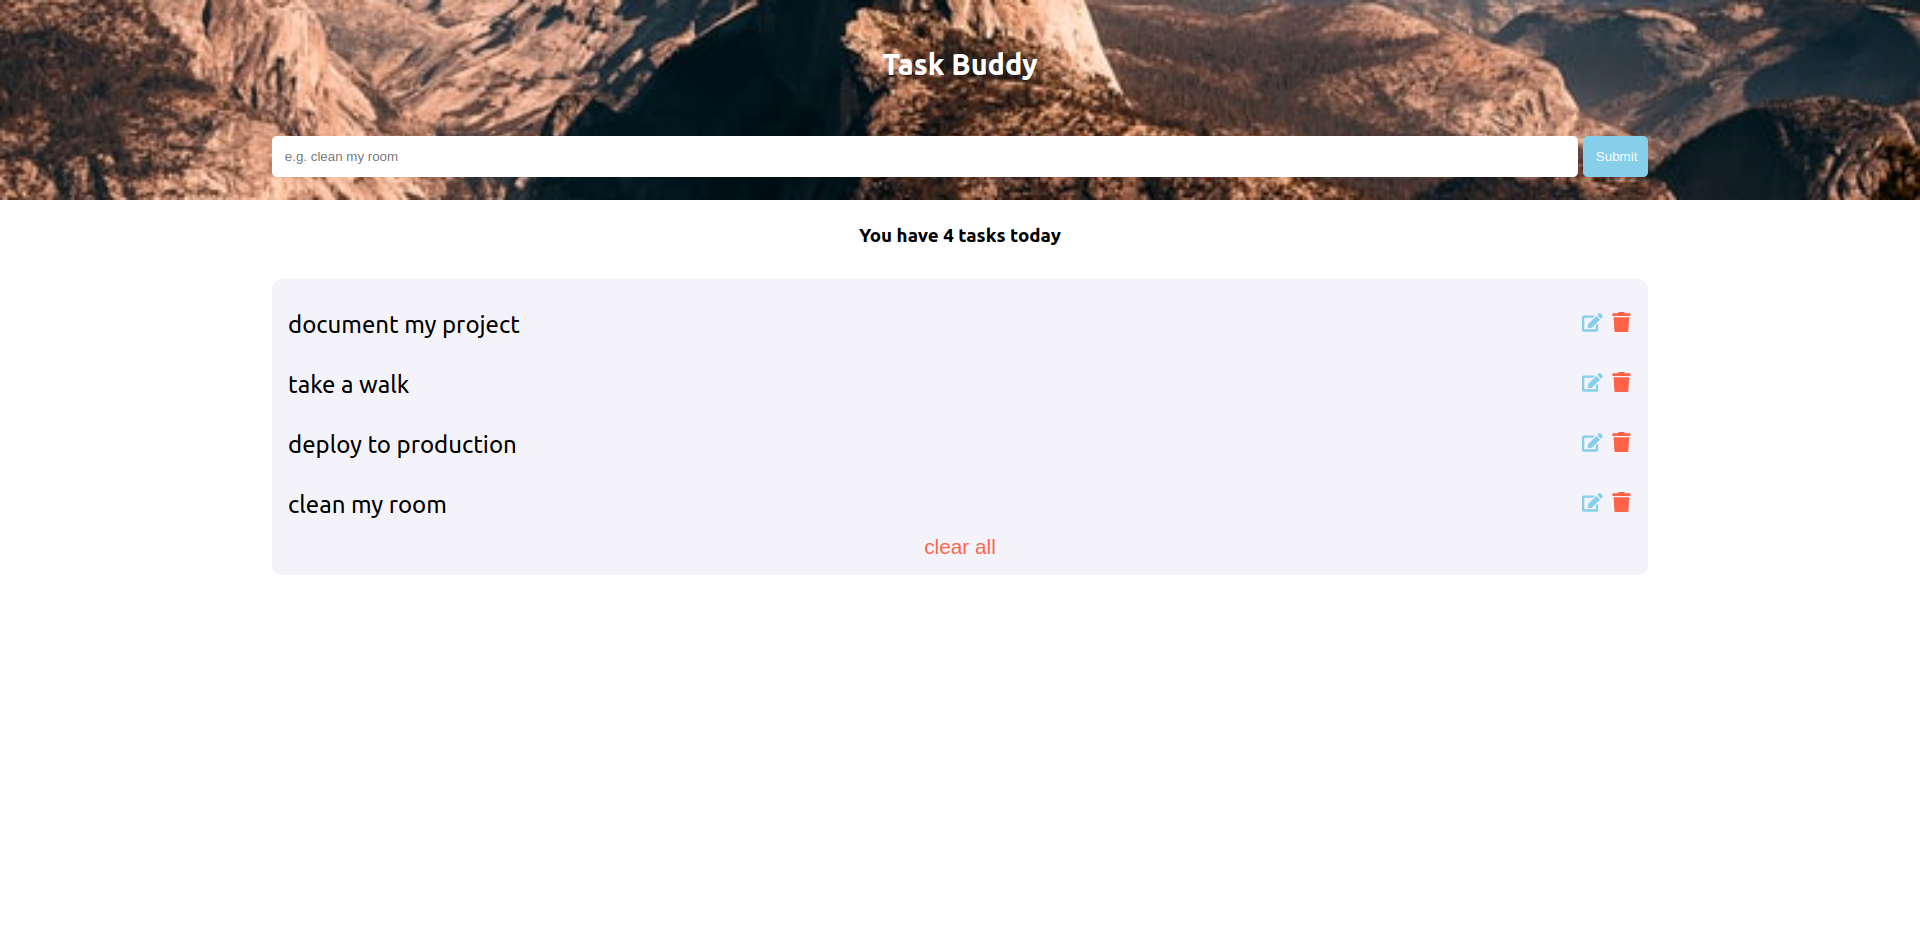 Task Buddy
e.g. clean my room
Submit
You have 4 tasks today
document my project
take a walk
deploy to production
clean my room
clear all